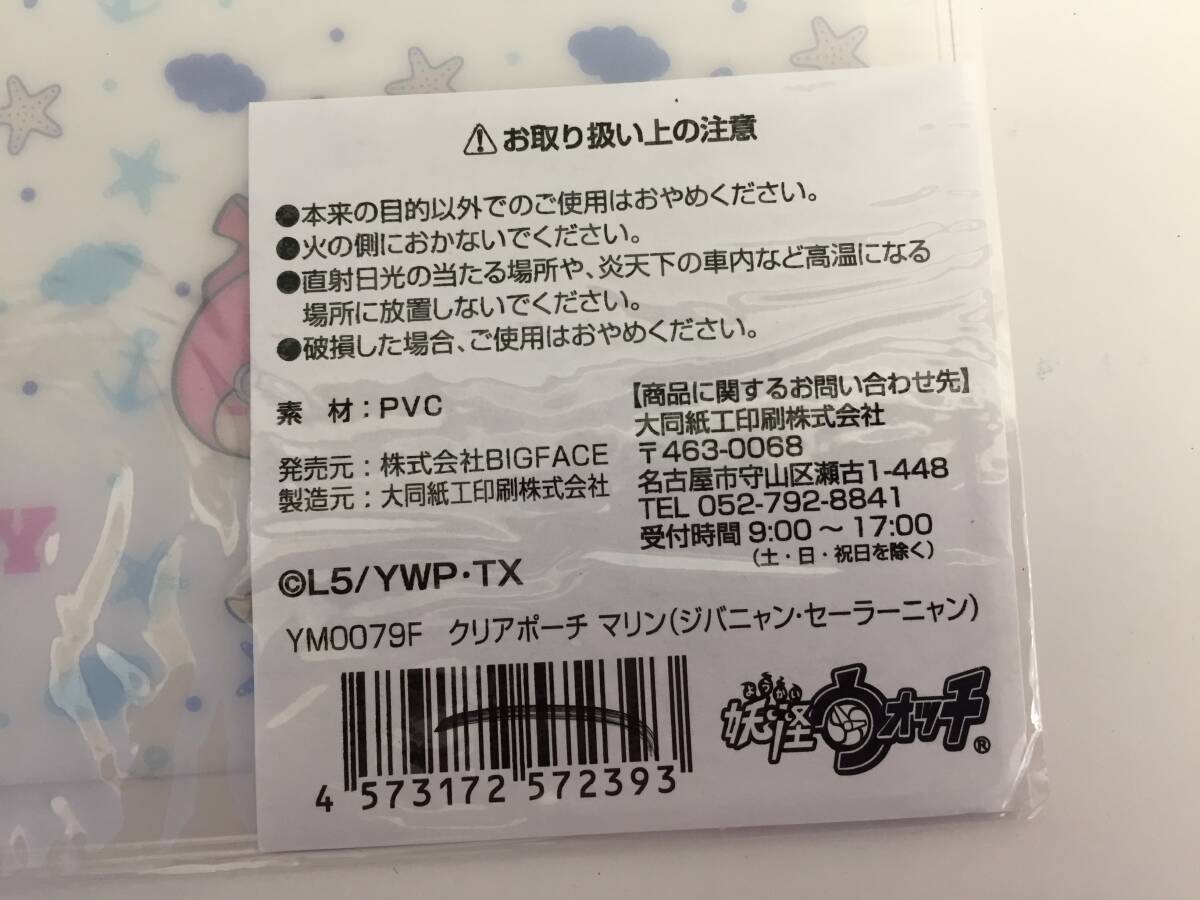 ⚠お取り扱い上の注意
●本来の目的以外でのご使用はおやめください。
●火の側におかないでください。
●直射日光の当たる場所や、炎天下の車内など高温になる
場所に放置しないでください。
●破損した場合、ご使用はおやめください。
素 材：PVC
発売元：株式会社BIGFACE
製造元：大同紙工印刷株式会社
【商品に関するお問い合わせ先】
大同紙工印刷株式会社
〒463-0068
名古屋市守山区瀬古1-448
TEL 052-792-8841
受付時間 9:00～17:00
（土・日・祝日を除く）
©L5/YWP・TX
YM0079F クリアポーチ マリン（ジバニャン・セーラーニャン）
4 573172 572393
ようかい
妖怪ウォッチ®
Y